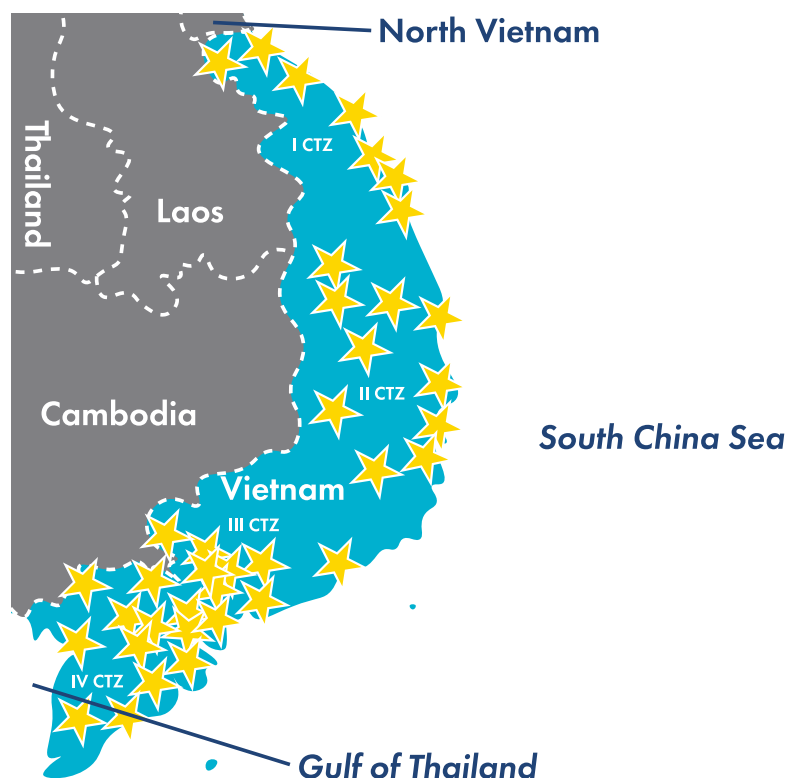 North Vietnam
I CTZ
Thailand
Laos
II CTZ
Cambodia
South China Sea
Vietnam
III CTZ
IV CTZ
Gulf of Thailand